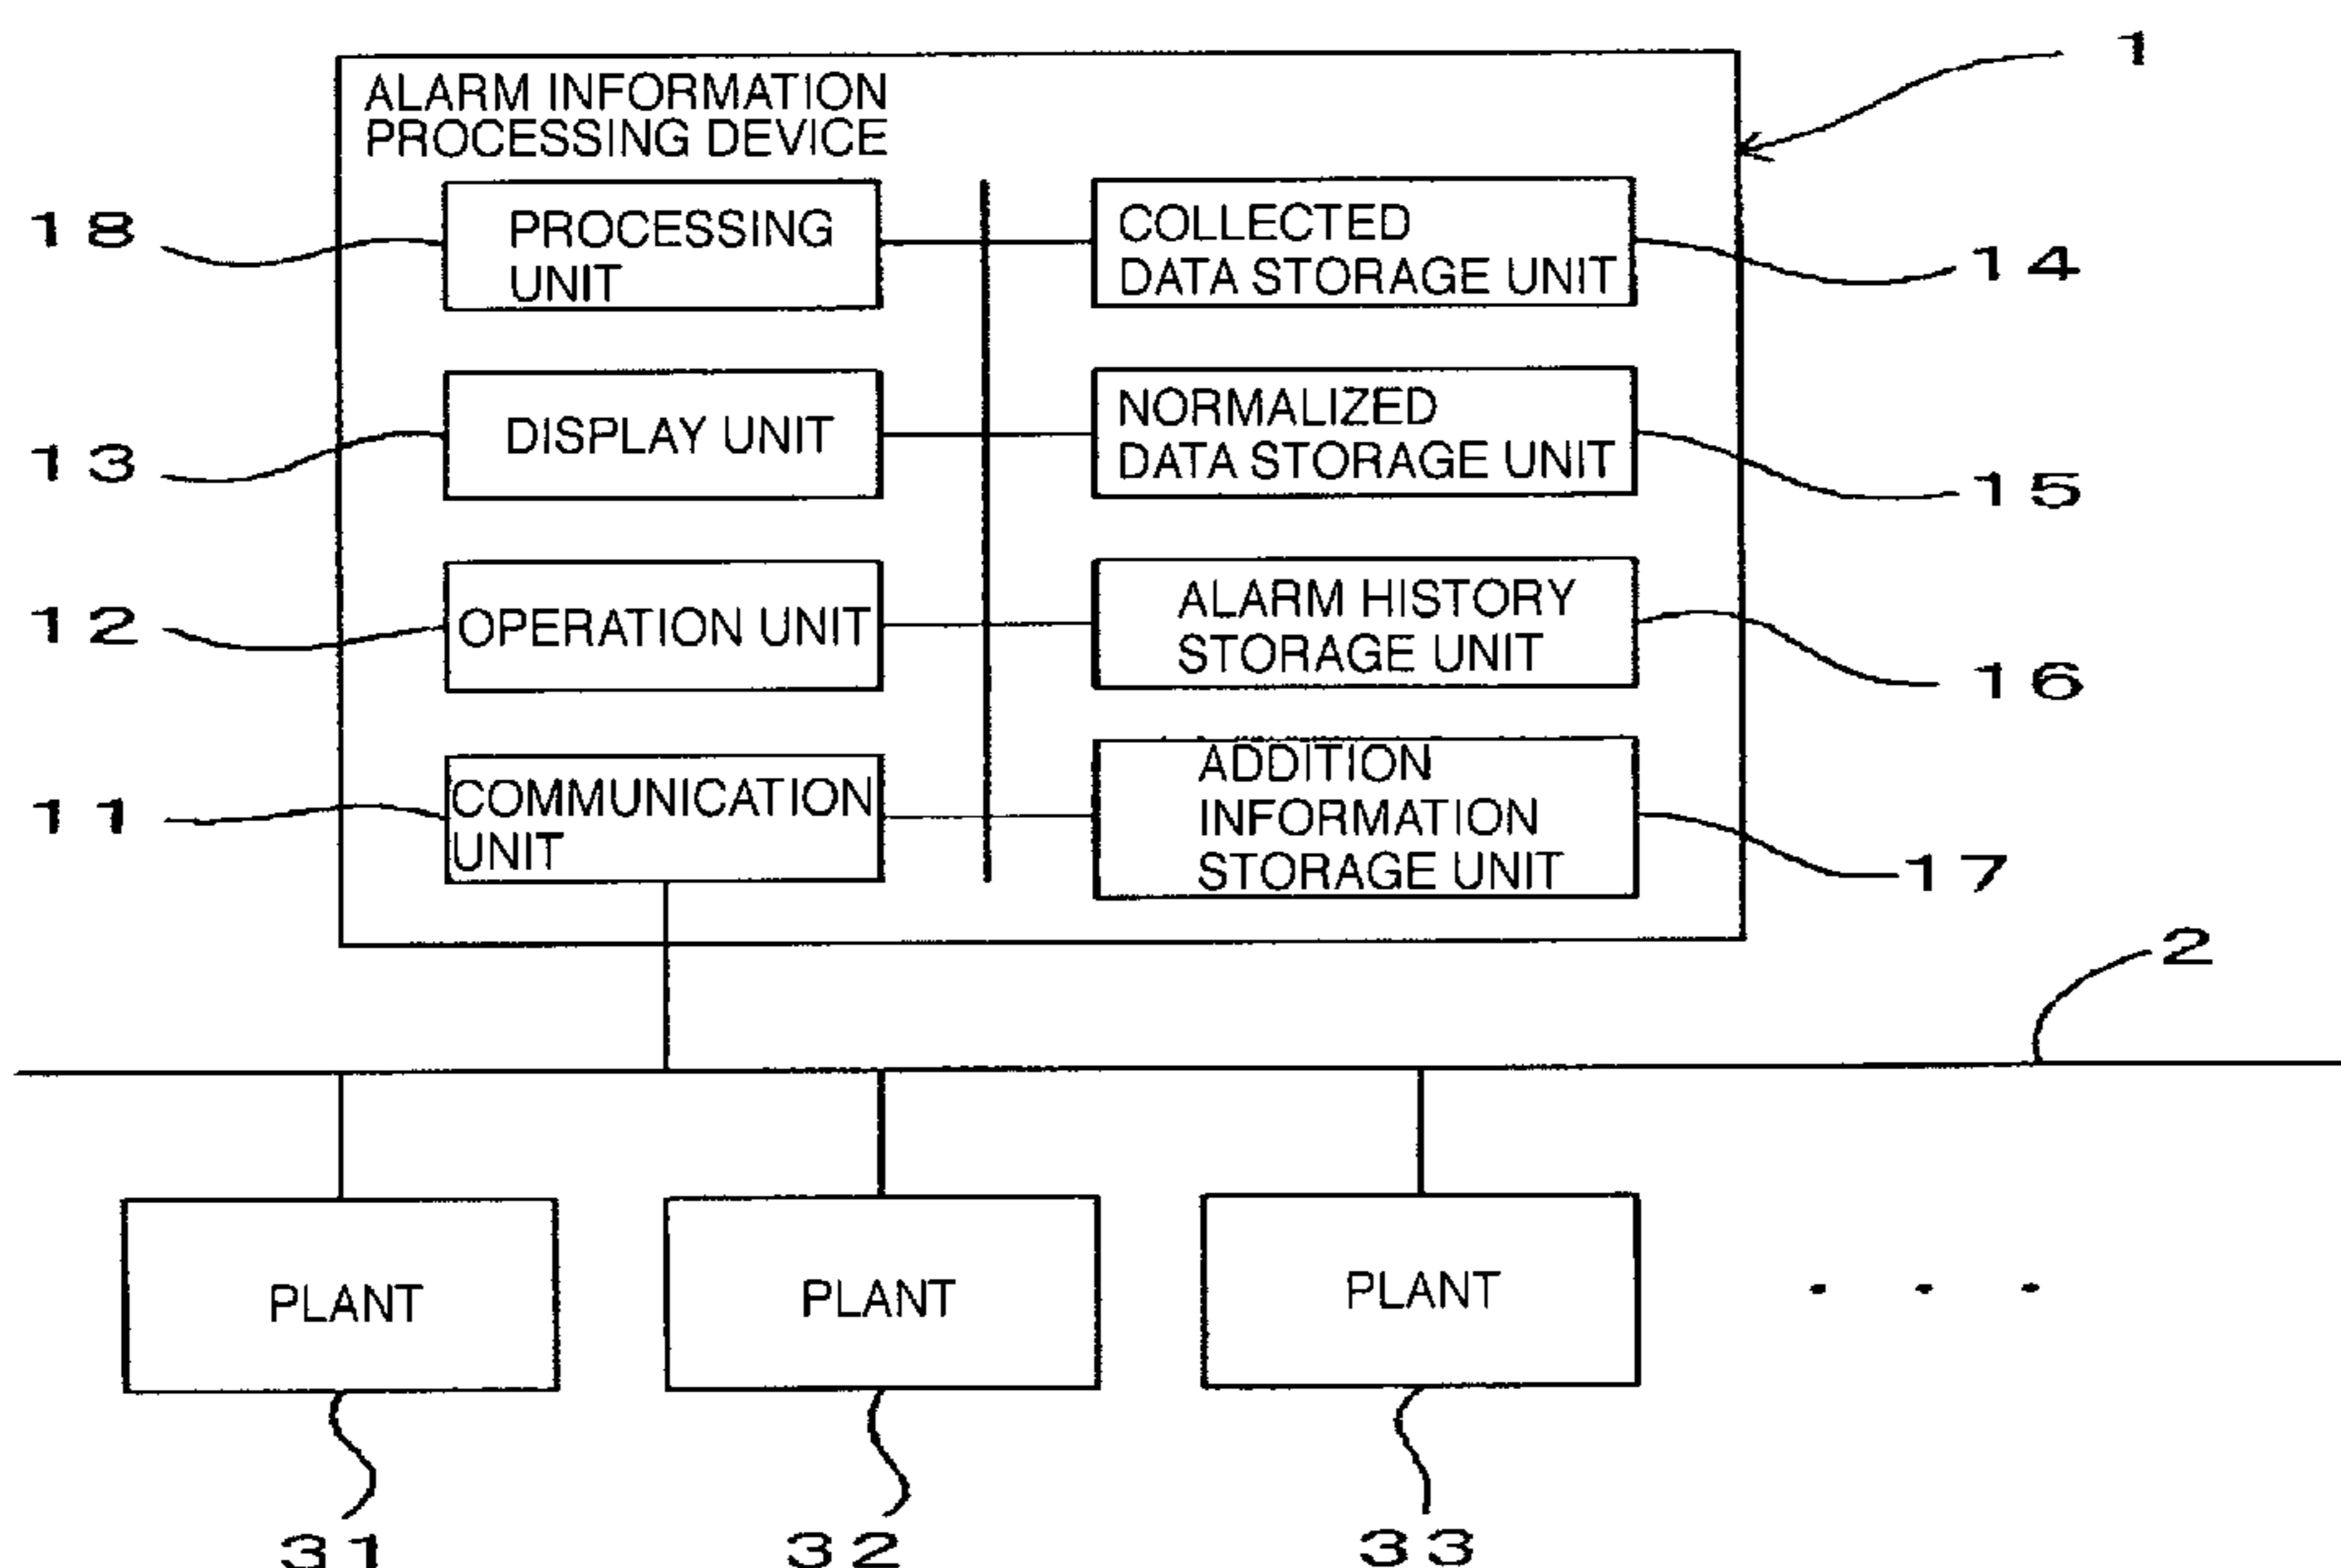 1
ALARM INFORMATION
PROCESSING DEVICE
18
PROCESSING
UNIT
COLLECTED
DATA STORAGE UNIT
14
13
DISPLAY UNIT
NORMALIZED
DATA STORAGE UNIT
15
12
OPERATION UNIT
ALARM HISTORY
STORAGE UNIT
16
11
COMMUNICATION
UNIT
ADDITION
INFORMATION
STORAGE UNIT
17
2
PLANT
PLANT
PLANT
. . .
31
32
33